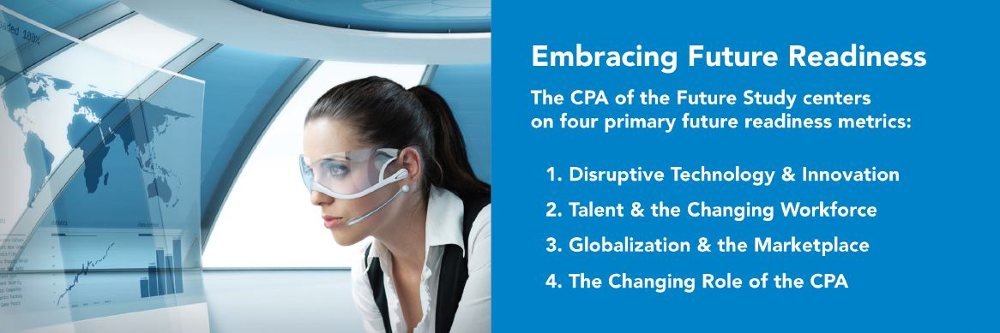 Embracing Future Readiness
The CPA of the Future Study centers
on four primary future readiness metrics:
1. Disruptive Technology & Innovation
2. Talent & the Changing Workforce
3. Globalization & the Marketplace
4. The Changing Role of the CPA